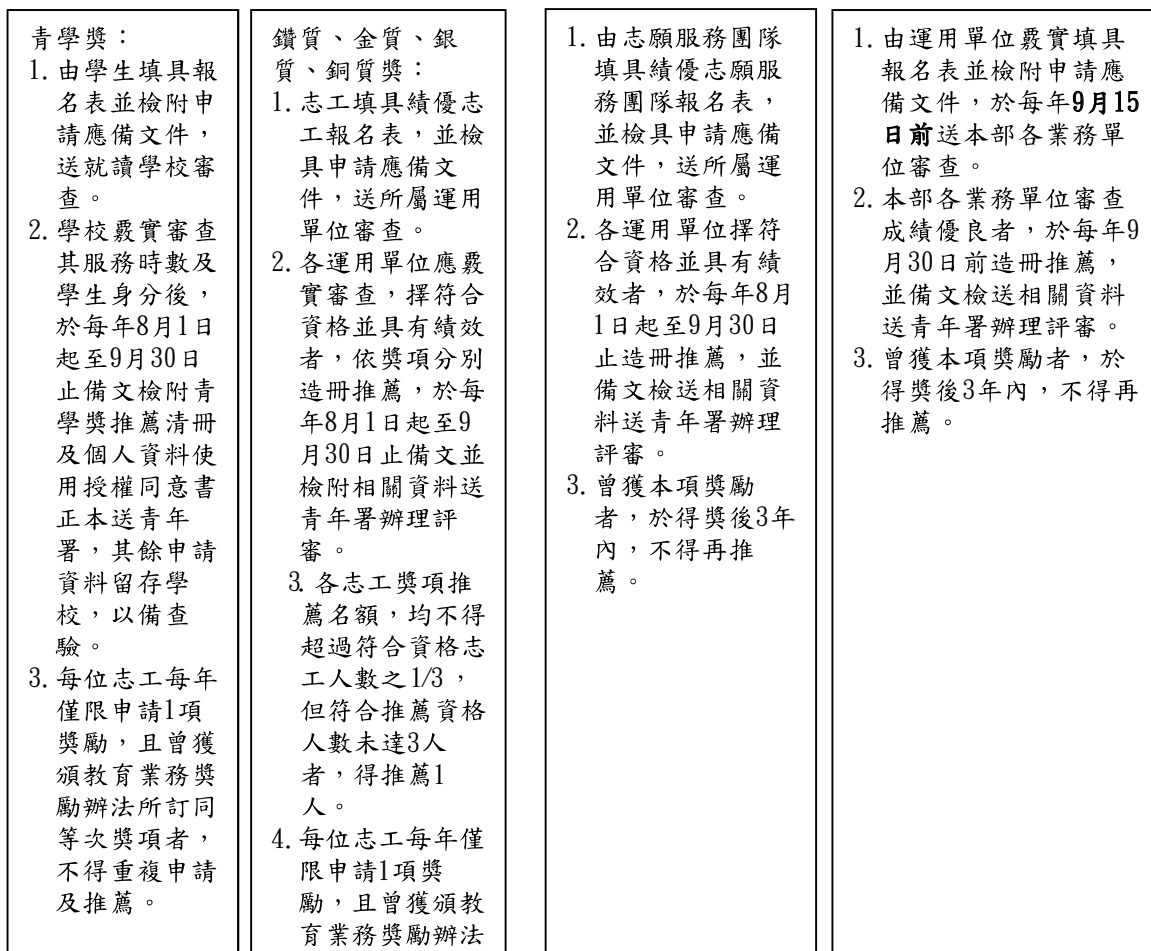 青學獎：
1.由學生填具報
名表並檢附申
請應備文件，
送就讀學校審
查。
2.學校覈實審查
其服務時數及
學生身分後，
於每年8月1日
起至9月30日
止備文檢附青
學獎推薦清冊
及個人資料使
用授權同意書
正本送青年
署，其餘申請
資料留存學
校，以備查
驗。
3.每位志工每年
僅限申請1項
獎勵，且曾獲
頒教育業務獎
勵辦法所訂同
等次獎項者，
不得重複申請
及推薦。
鑽質、金質、銀
質、銅質獎：
1.志工填具績優志
工報名表，並檢
具申請應備文
件，送所屬運用
單位審查。
2.各運用單位應覈
實審查，擇符合
資格並具有績效
者，依獎項分別
造冊推薦，於每
年8月1日起至9
月30日止備文並
檢附相關資料送
青年署辦理評
審。
3.各志工獎項推
薦名額，均不得
超過符合資格志
工人數之1/3，
但符合推薦資格
人數未達3人
者，得推薦1
人。
4.每位志工每年僅
限申請1項獎
勵，且曾獲頒教
育業務獎勵辦法
1.由志願服務團隊
填具績優志願服
務團隊報名表，
並檢具申請應備
文件，送所屬運
用單位審查。
2.各運用單位擇符
合資格並具有績
效者，於每年8月
1日起至9月30日
止造冊推薦，並
備文檢送相關資
料送青年署辦理
評審。
3.曾獲本項獎勵
者，於得獎後3年
內，不得再推
薦。
1.由運用單位覈實填具
報名表並檢附申請應
備文件，於每年9月15
日前送本部各業務單
位審查。
2.本部各業務單位審查
成績優良者，於每年9
月30日前造冊推薦，
並備文檢送相關資料
送青年署辦理評審。
3.曾獲本項獎勵者，於
得獎後3年內，不得再
推薦。